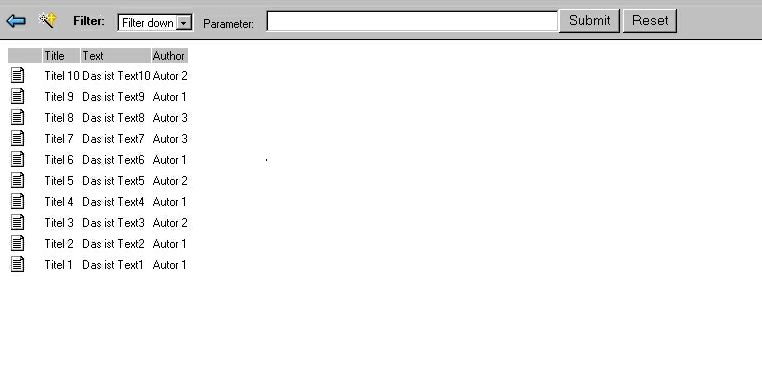 Filter: Filter down Parameter: Submit Reset
Title Text Author
Titel 10 Das ist Text10 Autor 2
Titel 9 Das ist Text9 Autor 1
Titel 8 Das ist Text8 Autor 3
Titel 7 Das ist Text7 Autor 3
Titel 6 Das ist Text6 Autor 1
Titel 5 Das ist Text5 Autor 2
Titel 4 Das ist Text4 Autor 1
Titel 3 Das ist Text3 Autor 2
Titel 2 Das ist Text2 Autor 1
Titel 1 Das ist Text1 Autor 1